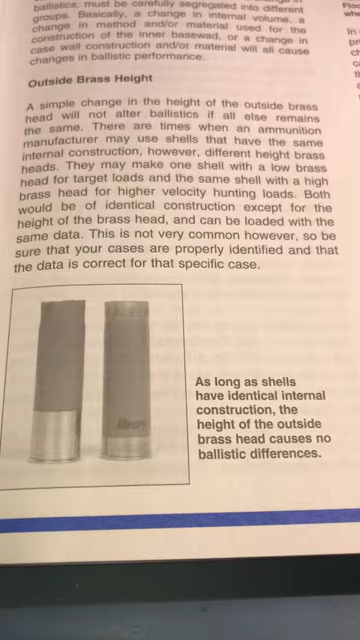 ballistica, must be carefully segregated into different
groups. Basically, a change in internal volume, a
change in method and/or material used for the
construction of the inner basewad, or a change in
case wall construction and/or material will all cause
changes in ballistic performance.
Outside Brass Height
A simple change in the height of the outside brass
head will not alter ballistics if all else remains
the same. There are times when an ammunition
manufacturer may use shells that have the same
internal construction, however, different height brass
heads. They may make one shell with a low brass
head for target loads and the same shell with a high
brass head for higher velocity hunting loads. Both
would be of identical construction except for the
height of the brass head, and can be loaded with the
same data. This is not very common however, so be
sure that your cases are properly identified and that
the data is correct for that specific case.
As long as shells
have identical internal
construction, the
height of the outside
brass head causes no
ballistic differences.